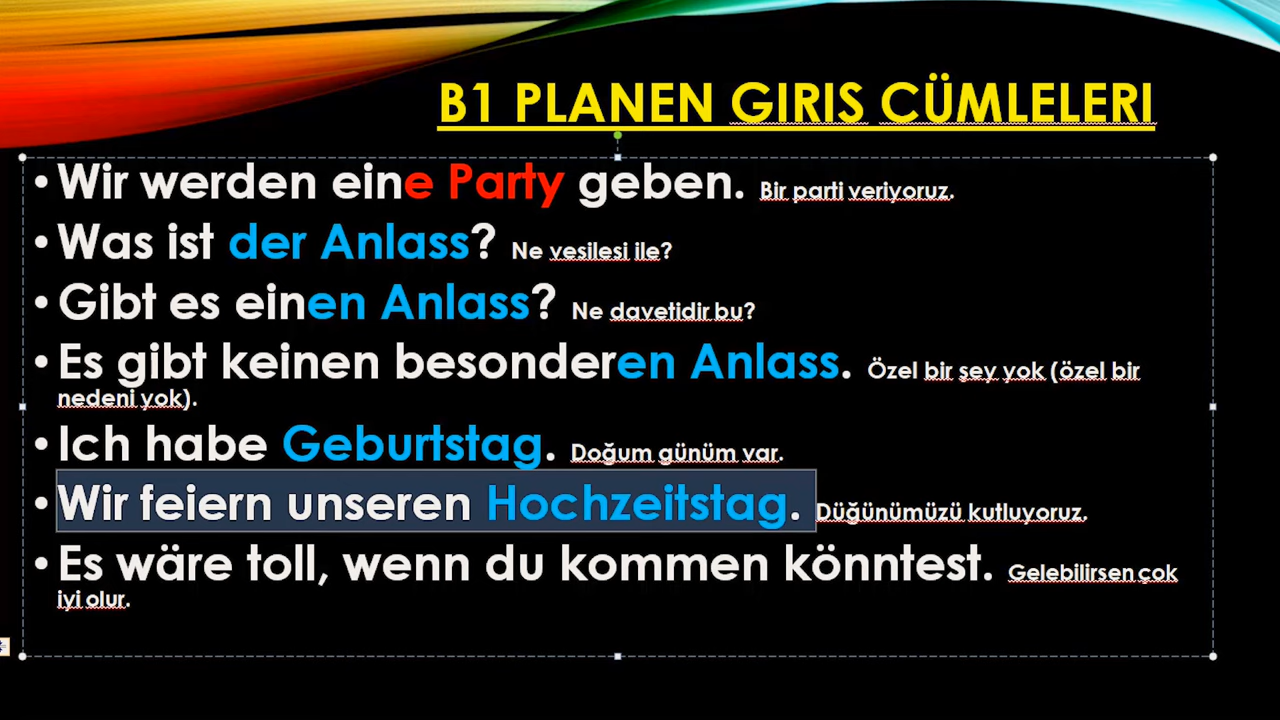 B1 PLANEN GIRIS CÜMLELERI
• Wir werden eine Party geben. Bir parti veriyoruz.
• Was ist der Anlass? Ne vesilesi ile?
• Gibt es einen Anlass? Ne davetidir bu?
• Es gibt keinen besonderen Anlass. Özel bir şey yok (özel bir
nedeni yok).
• Ich habe Geburtstag. Doğum günüm var.
• Wir feiern unseren Hochzeitstag. Düğünümüzü kutluyoruz.
• Es wäre toll, wenn du kommen könntest. Gelebilirsen çok
iyi olur.